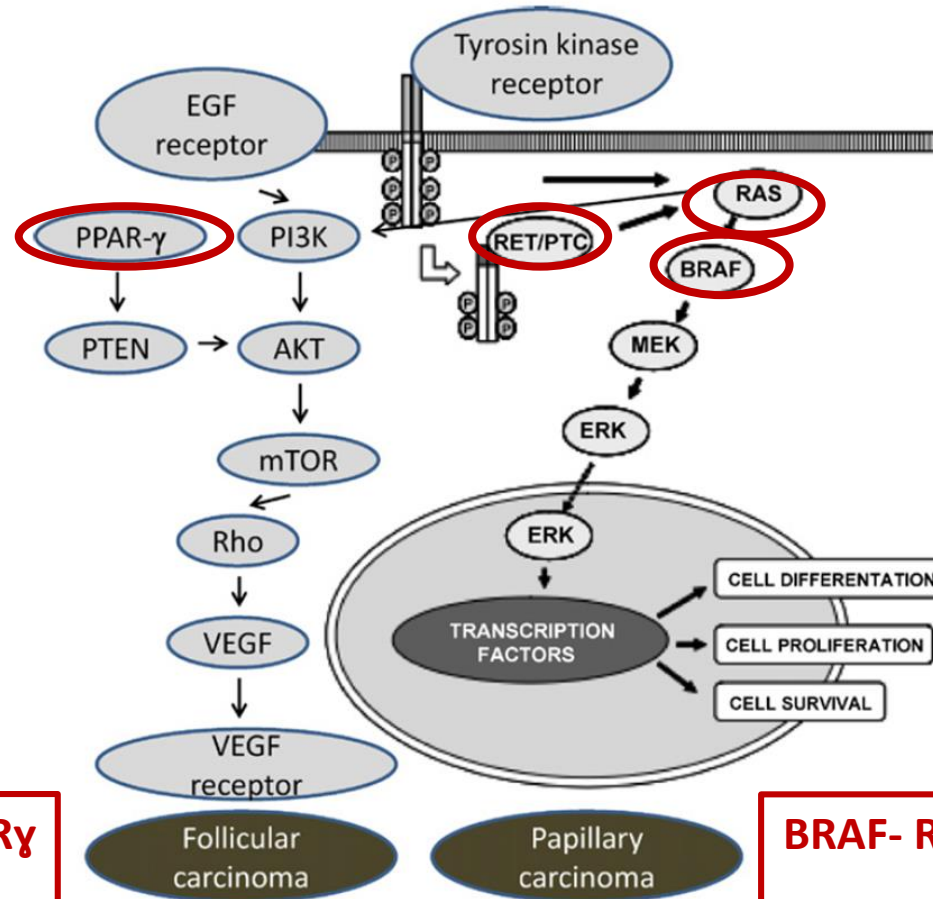 Tyrosin kinase
receptor
EGF
receptor
P P
P P
P P
RAS
PPAR-γ
PI3K
RET/PTC
BRAF
P P
P P
PTEN
AKT
MEK
ERK
mTOR
Rho
ERK
CELL DIFFERENTATION
VEGF
TRANSCRIPTION
FACTORS
CELL PROLIFERATION
CELL SURVIVAL
VEGF
receptor
Rɣ
Follicular
carcinoma
Papillary
carcinoma
BRAF- R